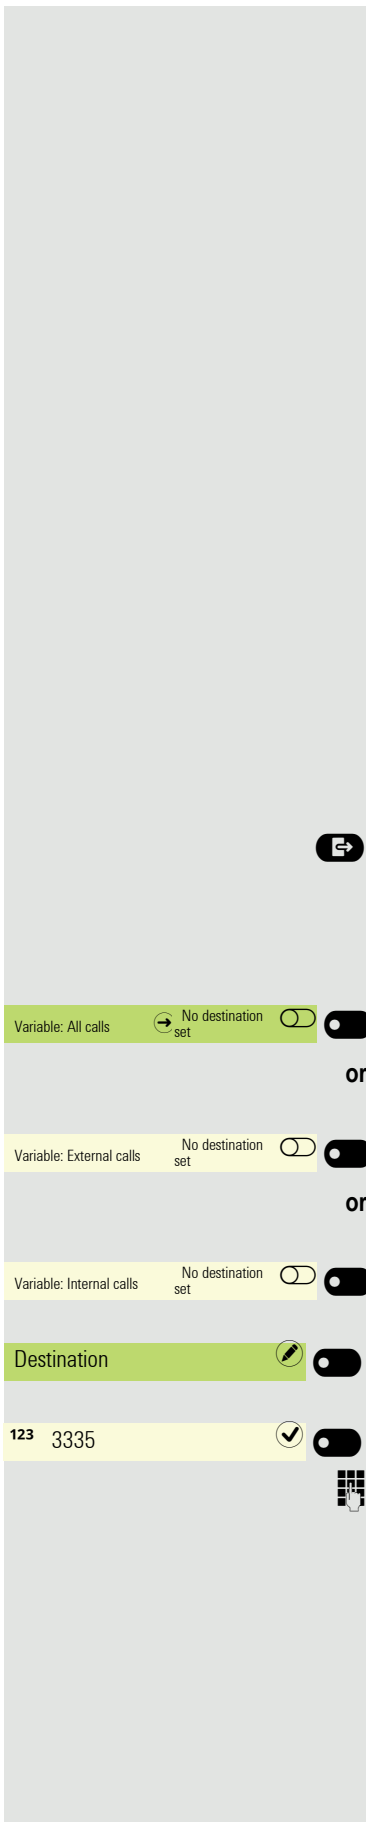 Variable: All calls No destination
set
or
Variable: External calls No destination
set
or
Variable: Internal calls No destination
set
Destination
123 3335